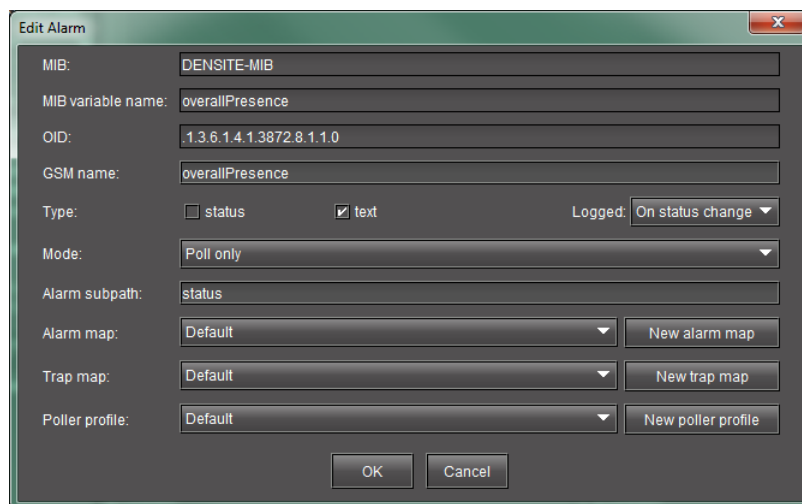 Edit Alarm
MIB: DENSITE-MIB
MIB variable name: overallPresence
OID: .1.3.6.1.4.1.3872.8.1.1.0
GSM name: overallPresence
Type: status text Logged: On status change
Mode: Poll only
Alarm subpath: status
Alarm map: Default New alarm map
Trap map: Default New trap map
Poller profile: Default New poller profile
OK Cancel